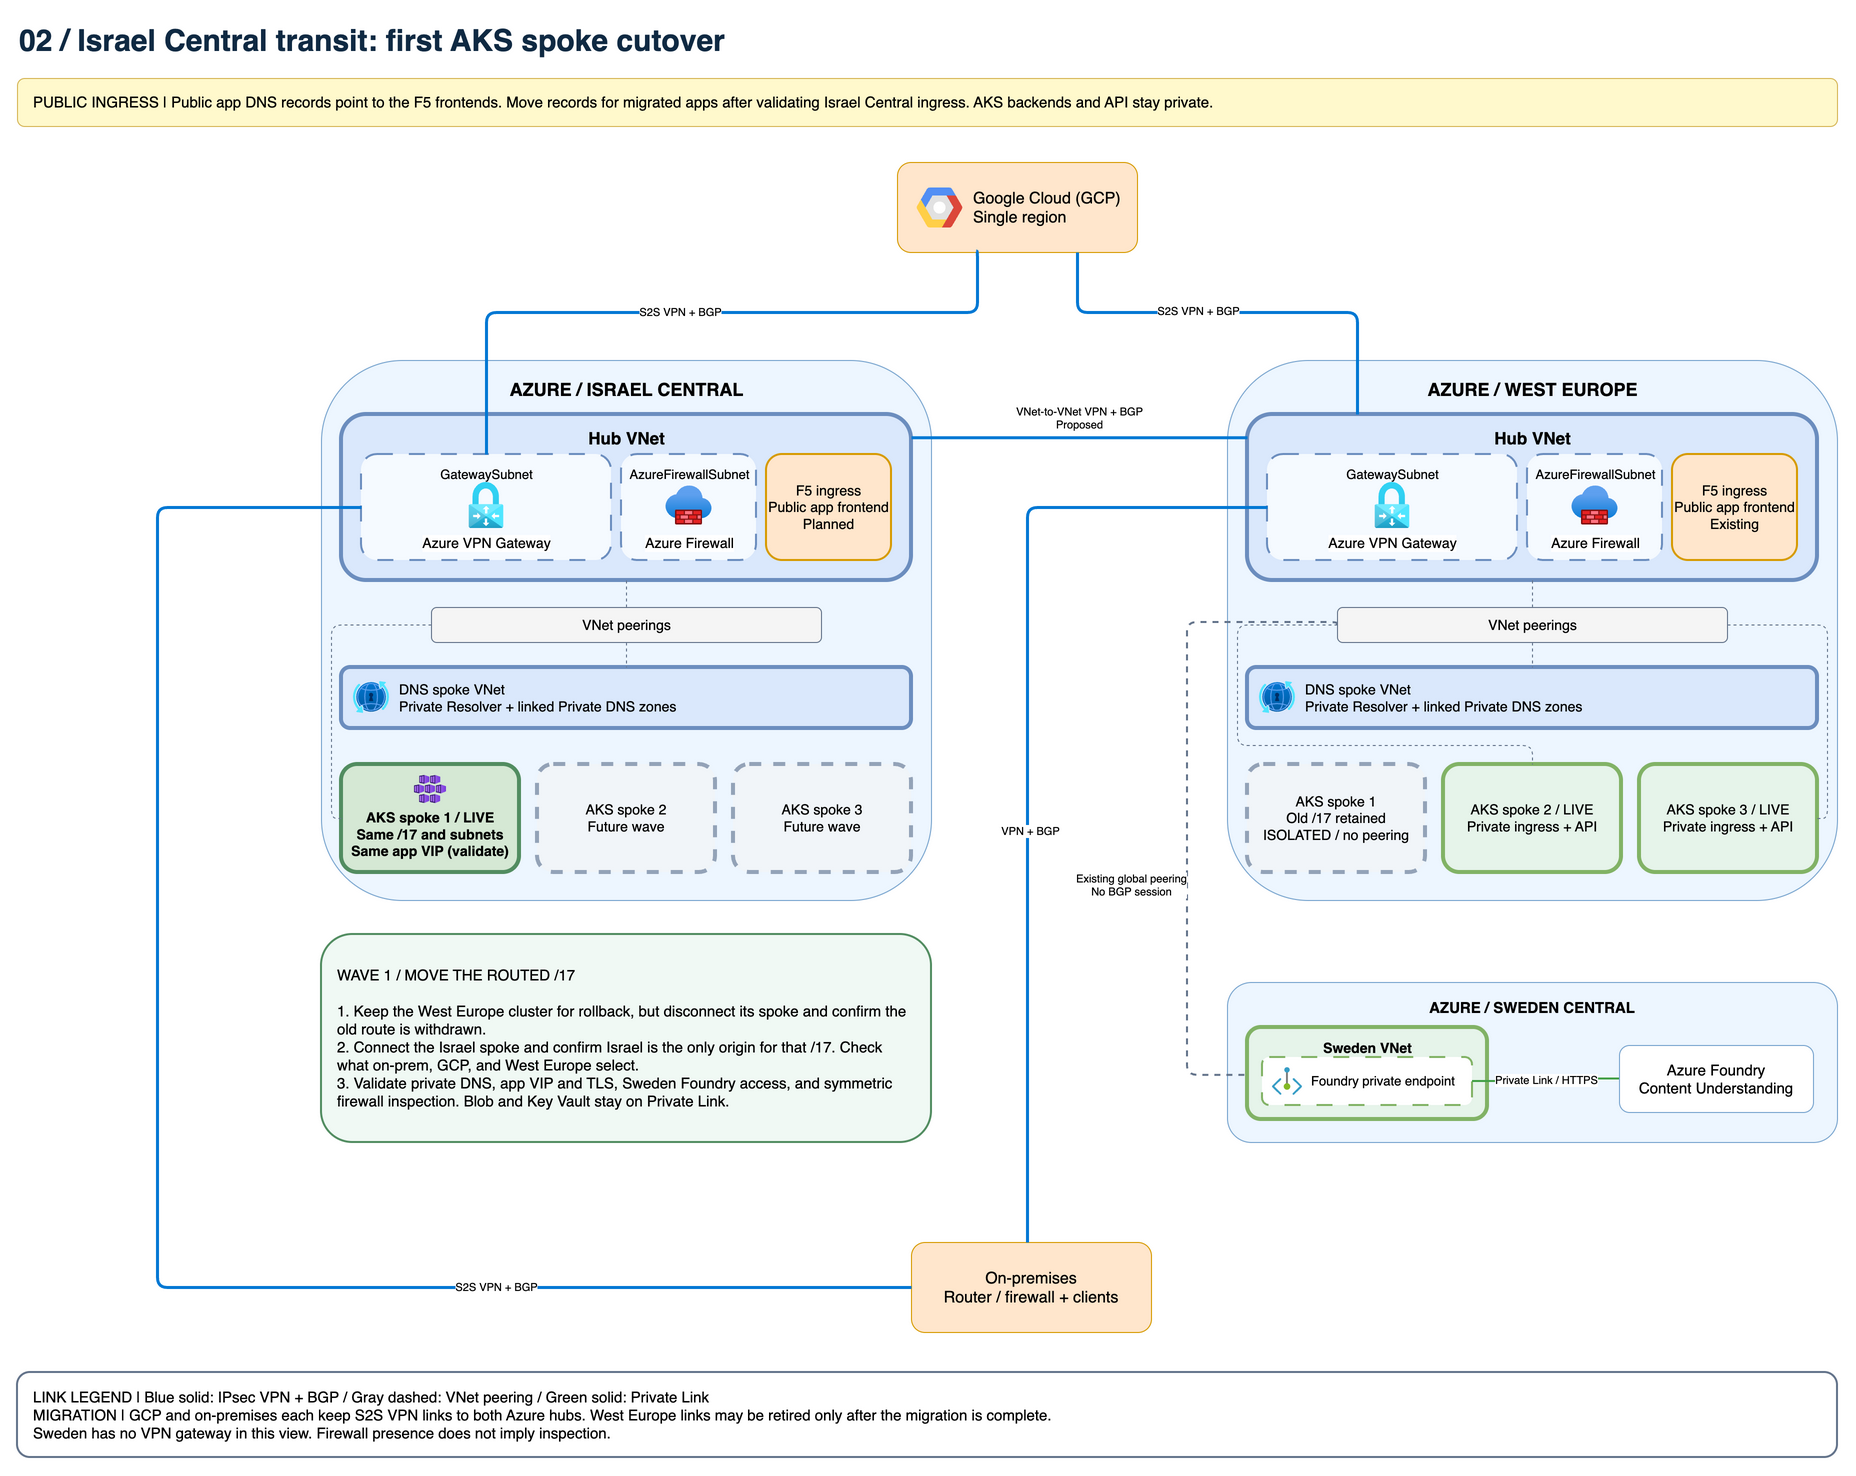 02 / Israel Central transit: first AKS spoke cutover
PUBLIC INGRESS | Public app DNS records point to the F5 frontends. Move records for migrated apps after validating Israel Central ingress. AKS backends and API stay private.
Google Cloud (GCP)
Single region
S2S VPN + BGP
S2S VPN + BGP
AZURE / ISRAEL CENTRAL
Hub VNet
GatewaySubnet
Azure VPN Gateway
AzureFirewallSubnet
Azure Firewall
F5 ingress
Public app frontend
Planned
VNet peerings
DNS spoke VNet
Private Resolver + linked Private DNS zones
AKS spoke 1 / LIVE
Same /17 and subnets
Same app VIP (validate)
AKS spoke 2
Future wave
AKS spoke 3
Future wave
VNet-to-VNet VPN + BGP
Proposed
AZURE / WEST EUROPE
Hub VNet
GatewaySubnet
Azure VPN Gateway
AzureFirewallSubnet
Azure Firewall
F5 ingress
Public app frontend
Existing
VNet peerings
DNS spoke VNet
Private Resolver + linked Private DNS zones
AKS spoke 1
Old /17 retained
ISOLATED / no peering
AKS spoke 2 / LIVE
Private ingress + API
AKS spoke 3 / LIVE
Private ingress + API
VPN + BGP
Existing global peering
No BGP session
WAVE 1 / MOVE THE ROUTED /17
1. Keep the West Europe cluster for rollback, but disconnect its spoke and confirm the
old route is withdrawn.
2. Connect the Israel spoke and confirm Israel is the only origin for that /17. Check
what on-prem, GCP, and West Europe select.
3. Validate private DNS, app VIP and TLS, Sweden Foundry access, and symmetric
firewall inspection. Blob and Key Vault stay on Private Link.
AZURE / SWEDEN CENTRAL
Sweden VNet
Foundry private endpoint
Private Link / HTTPS
Azure Foundry
Content Understanding
S2S VPN + BGP
On-premises
Router / firewall + clients
LINK LEGEND | Blue solid: IPsec VPN + BGP / Gray dashed: VNet peering / Green solid: Private Link
MIGRATION | GCP and on-premises each keep S2S VPN links to both Azure hubs. West Europe links may be retired only after the migration is complete.
Sweden has no VPN gateway in this view. Firewall presence does not imply inspection.